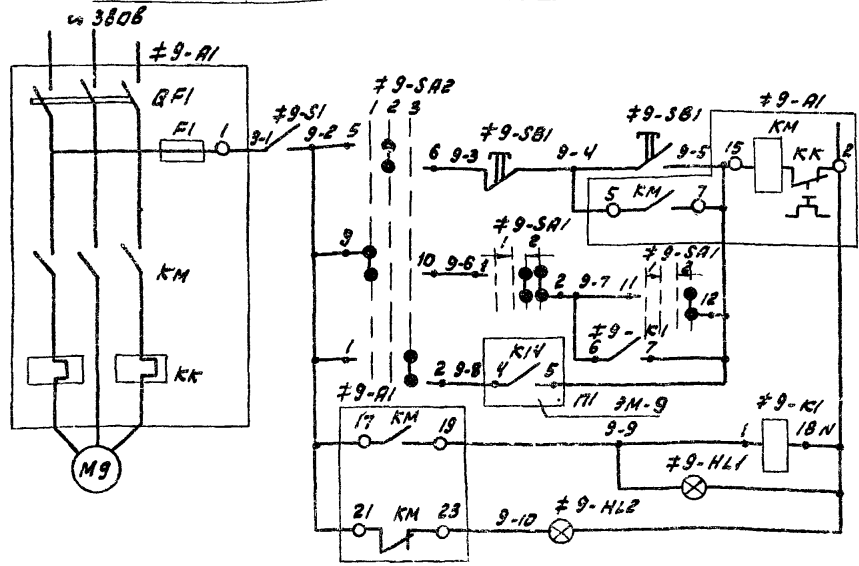 ~ 380В
‡9-А1
QF1
F1
1
3-1
‡9-S1
9-2
5
‡9-SA2
1 2 3
6
9-3
‡9-SB1
9-4
‡9-SB1
9-5
‡9-А1
15
КМ
КК
2
5
КМ
7
9
10
9-6
1
‡9-SA1
1 2
2
9-7
11
‡9-SA1
1 2
12
КМ
КК
1
2
9-8
4
5
6
‡9-К1
7
П1
ЭМ-9
‡9-А1
17
КМ
19
9-9
1
‡9-К1
18
N
‡9-HL1
М9
21
КМ
23
9-10
‡9-HL2